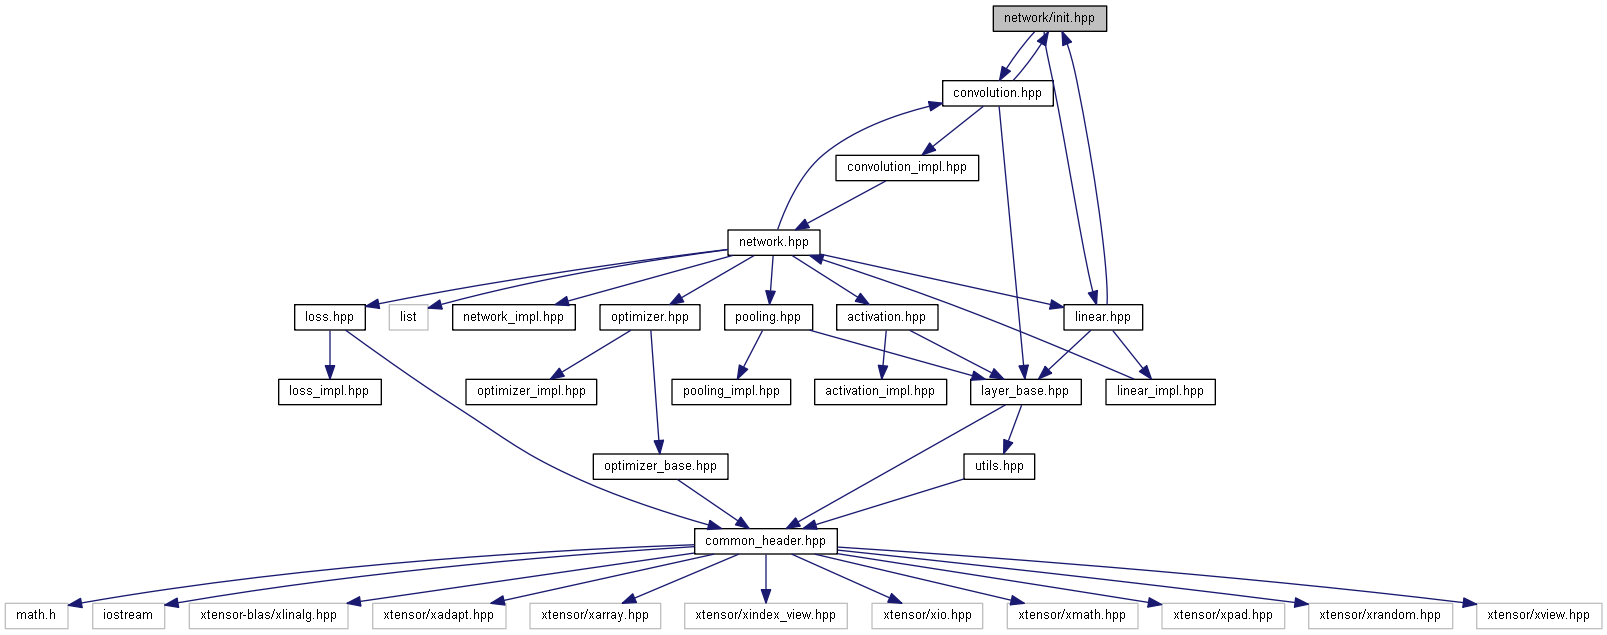 network/init.hpp
convolution.hpp
convolution_impl.hpp
network.hpp
loss.hpp
list
network_impl.hpp
optimizer.hpp
pooling.hpp
activation.hpp
linear.hpp
loss_impl.hpp
optimizer_impl.hpp
pooling_impl.hpp
activation_impl.hpp
layer_base.hpp
linear_impl.hpp
optimizer_base.hpp
utils.hpp
common_header.hpp
math.h
iostream
xtensor-blas/xlinalg.hpp
xtensor/xadapt.hpp
xtensor/xarray.hpp
xtensor/xindex_view.hpp
xtensor/xio.hpp
xtensor/xmath.hpp
xtensor/xpad.hpp
xtensor/xrandom.hpp
xtensor/xview.hpp